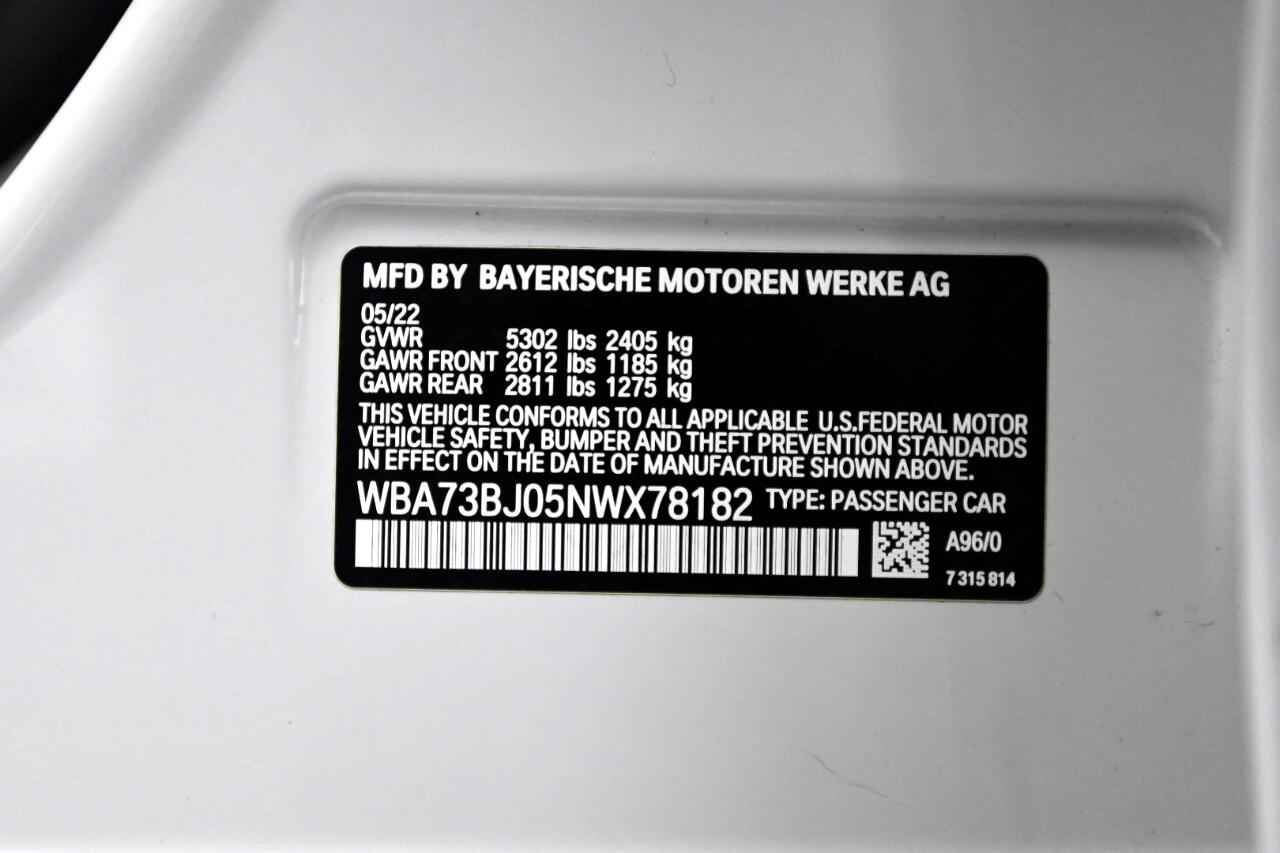 MFD BY BAYERISCHE MOTOREN WERKE AG
05/22
GVWR 5302 lbs 2405 kg
GAWR FRONT 2612 lbs 1185 kg
GAWR REAR 2811 lbs 1275 kg
THIS VEHICLE CONFORMS TO ALL APPLICABLE U.S.FEDERAL MOTOR
VEHICLE SAFETY, BUMPER AND THEFT PREVENTION STANDARDS
IN EFFECT ON THE DATE OF MANUFACTURE SHOWN ABOVE.
WBA73BJ05NWX78182 TYPE: PASSENGER CAR
A96/0
7 315 814